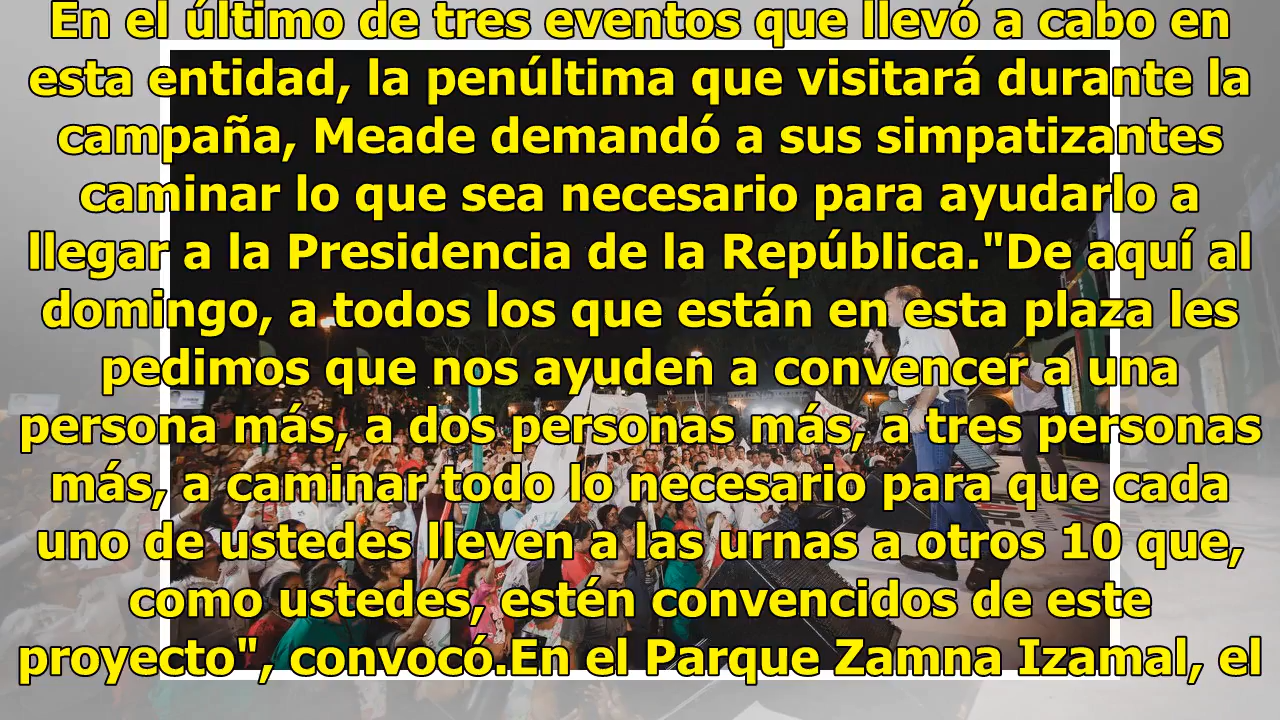 En el último de tres eventos que llevó a cabo en
esta entidad, la penúltima que visitará durante la
campaña, Meade demandó a sus simpatizantes
caminar lo que sea necesario para ayudarlo a
llegar a la Presidencia de la República."De aquí al
domingo, a todos los que están en esta plaza les
pedimos que nos ayuden a convencer a una
persona más, a dos personas más, a tres personas
más, a caminar todo lo necesario para que cada
uno de ustedes lleven a las urnas a otros 10 que,
como ustedes, estén convencidos de este
proyecto", convocó.En el Parque Zamna Izamal, el